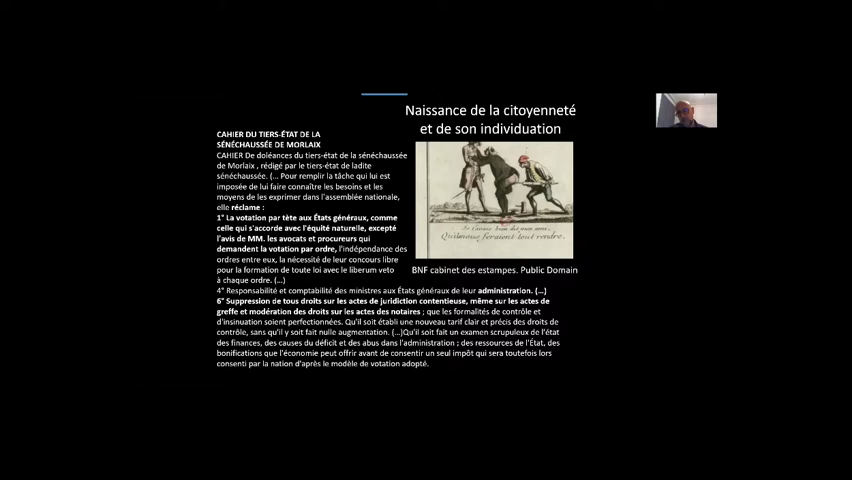 Naissance de la citoyenneté
et de son individuation
CAHIER DU TIERS-ÉTAT DE LA
SÉNÉCHAUSSÉE DE MORLAIX
CAHIER De doléances du tiers-état de la sénéchaussée
de Morlaix , rédigé par le tiers-état de ladite
sénéchaussée. (... Pour remplir la tâche qui lui est
imposée de lui faire connaître les besoins et les
moyens de les exprimer dans l'assemblée nationale,
elle réclame :
1° La votation par tête aux États généraux, comme
celle qui s'accorde avec l'équité naturelle, excepté
l'avis de MM. les avocats et procureurs qui
demandent la votation par ordre, l'indépendance des
ordres entre eux, la nécessité de leur concours libre
pour la formation de toute loi avec le liberum veto
à chaque ordre. (...)
4° Responsabilité et comptabilité des ministres aux États généraux de leur administration. (...)
6° Suppression de tous droits sur les actes de juridiction contentieuse, même sur les actes de
greffe et modération des droits sur les actes des notaires ; que les formalités de contrôle et
d'insinuation soient perfectionnées. Qu'il soit établi une nouveau tarif clair et précis des droits de
contrôle, sans qu'il y soit fait nulle augmentation. (...)Qu'il soit fait un examen scrupuleux de l'état
des finances, des causes du déficit et des abus dans l'administration ; des ressources de l'État, des
bonifications que l'économie peut offrir avant de consentir un seul impôt qui sera toutefois lors
consenti par la nation d'après le modèle de votation adopté.
bien dit
Qu'ils nous feraient tout rendre.
BNF cabinet des estampes. Public Domain